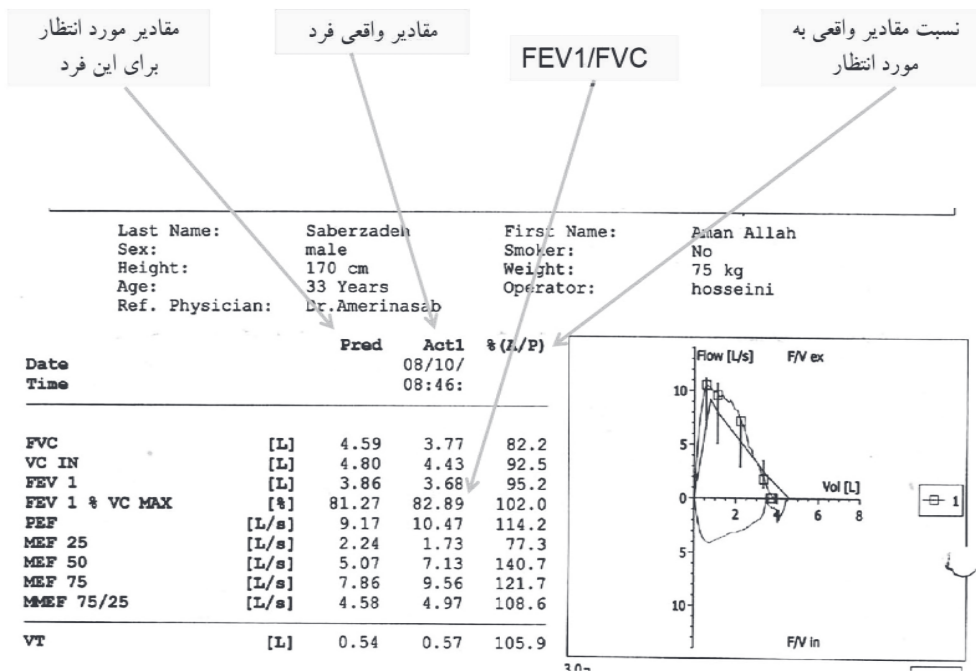 مقادیر مورد انتظار
برای این فرد
مقادیر واقعی فرد
FEV1/FVC
نسبت مقادیر واقعی به
مورد انتظار
Last Name: Saberzadeh First Name: Aman Allah
Sex: male Smoker: No
Height: 170 cm Weight: 75 kg
Age: 33 Years Operator: hosseini
Ref. Physician: Dr.Amerinasab
Pred Act1 %(A/P)
Date 08/10/
Time 08:46:
FVC [L] 4.59 3.77 82.2
VC IN [L] 4.80 4.43 92.5
FEV 1 [L] 3.86 3.68 95.2
FEV 1 % VC MAX [%] 81.27 82.89 102.0
PEF [L/s] 9.17 10.47 114.2
MEF 25 [L/s] 2.24 1.73 77.3
MEF 50 [L/s] 5.07 7.13 140.7
MEF 75 [L/s] 7.86 9.56 121.7
MMEF 75/25 [L/s] 4.58 4.97 108.6
VT [L] 0.54 0.57 105.9
Flow [L/s] F/V ex
10
5
0
Vol [L]
2 4 6 8
1
5
10
F/V in
3.0